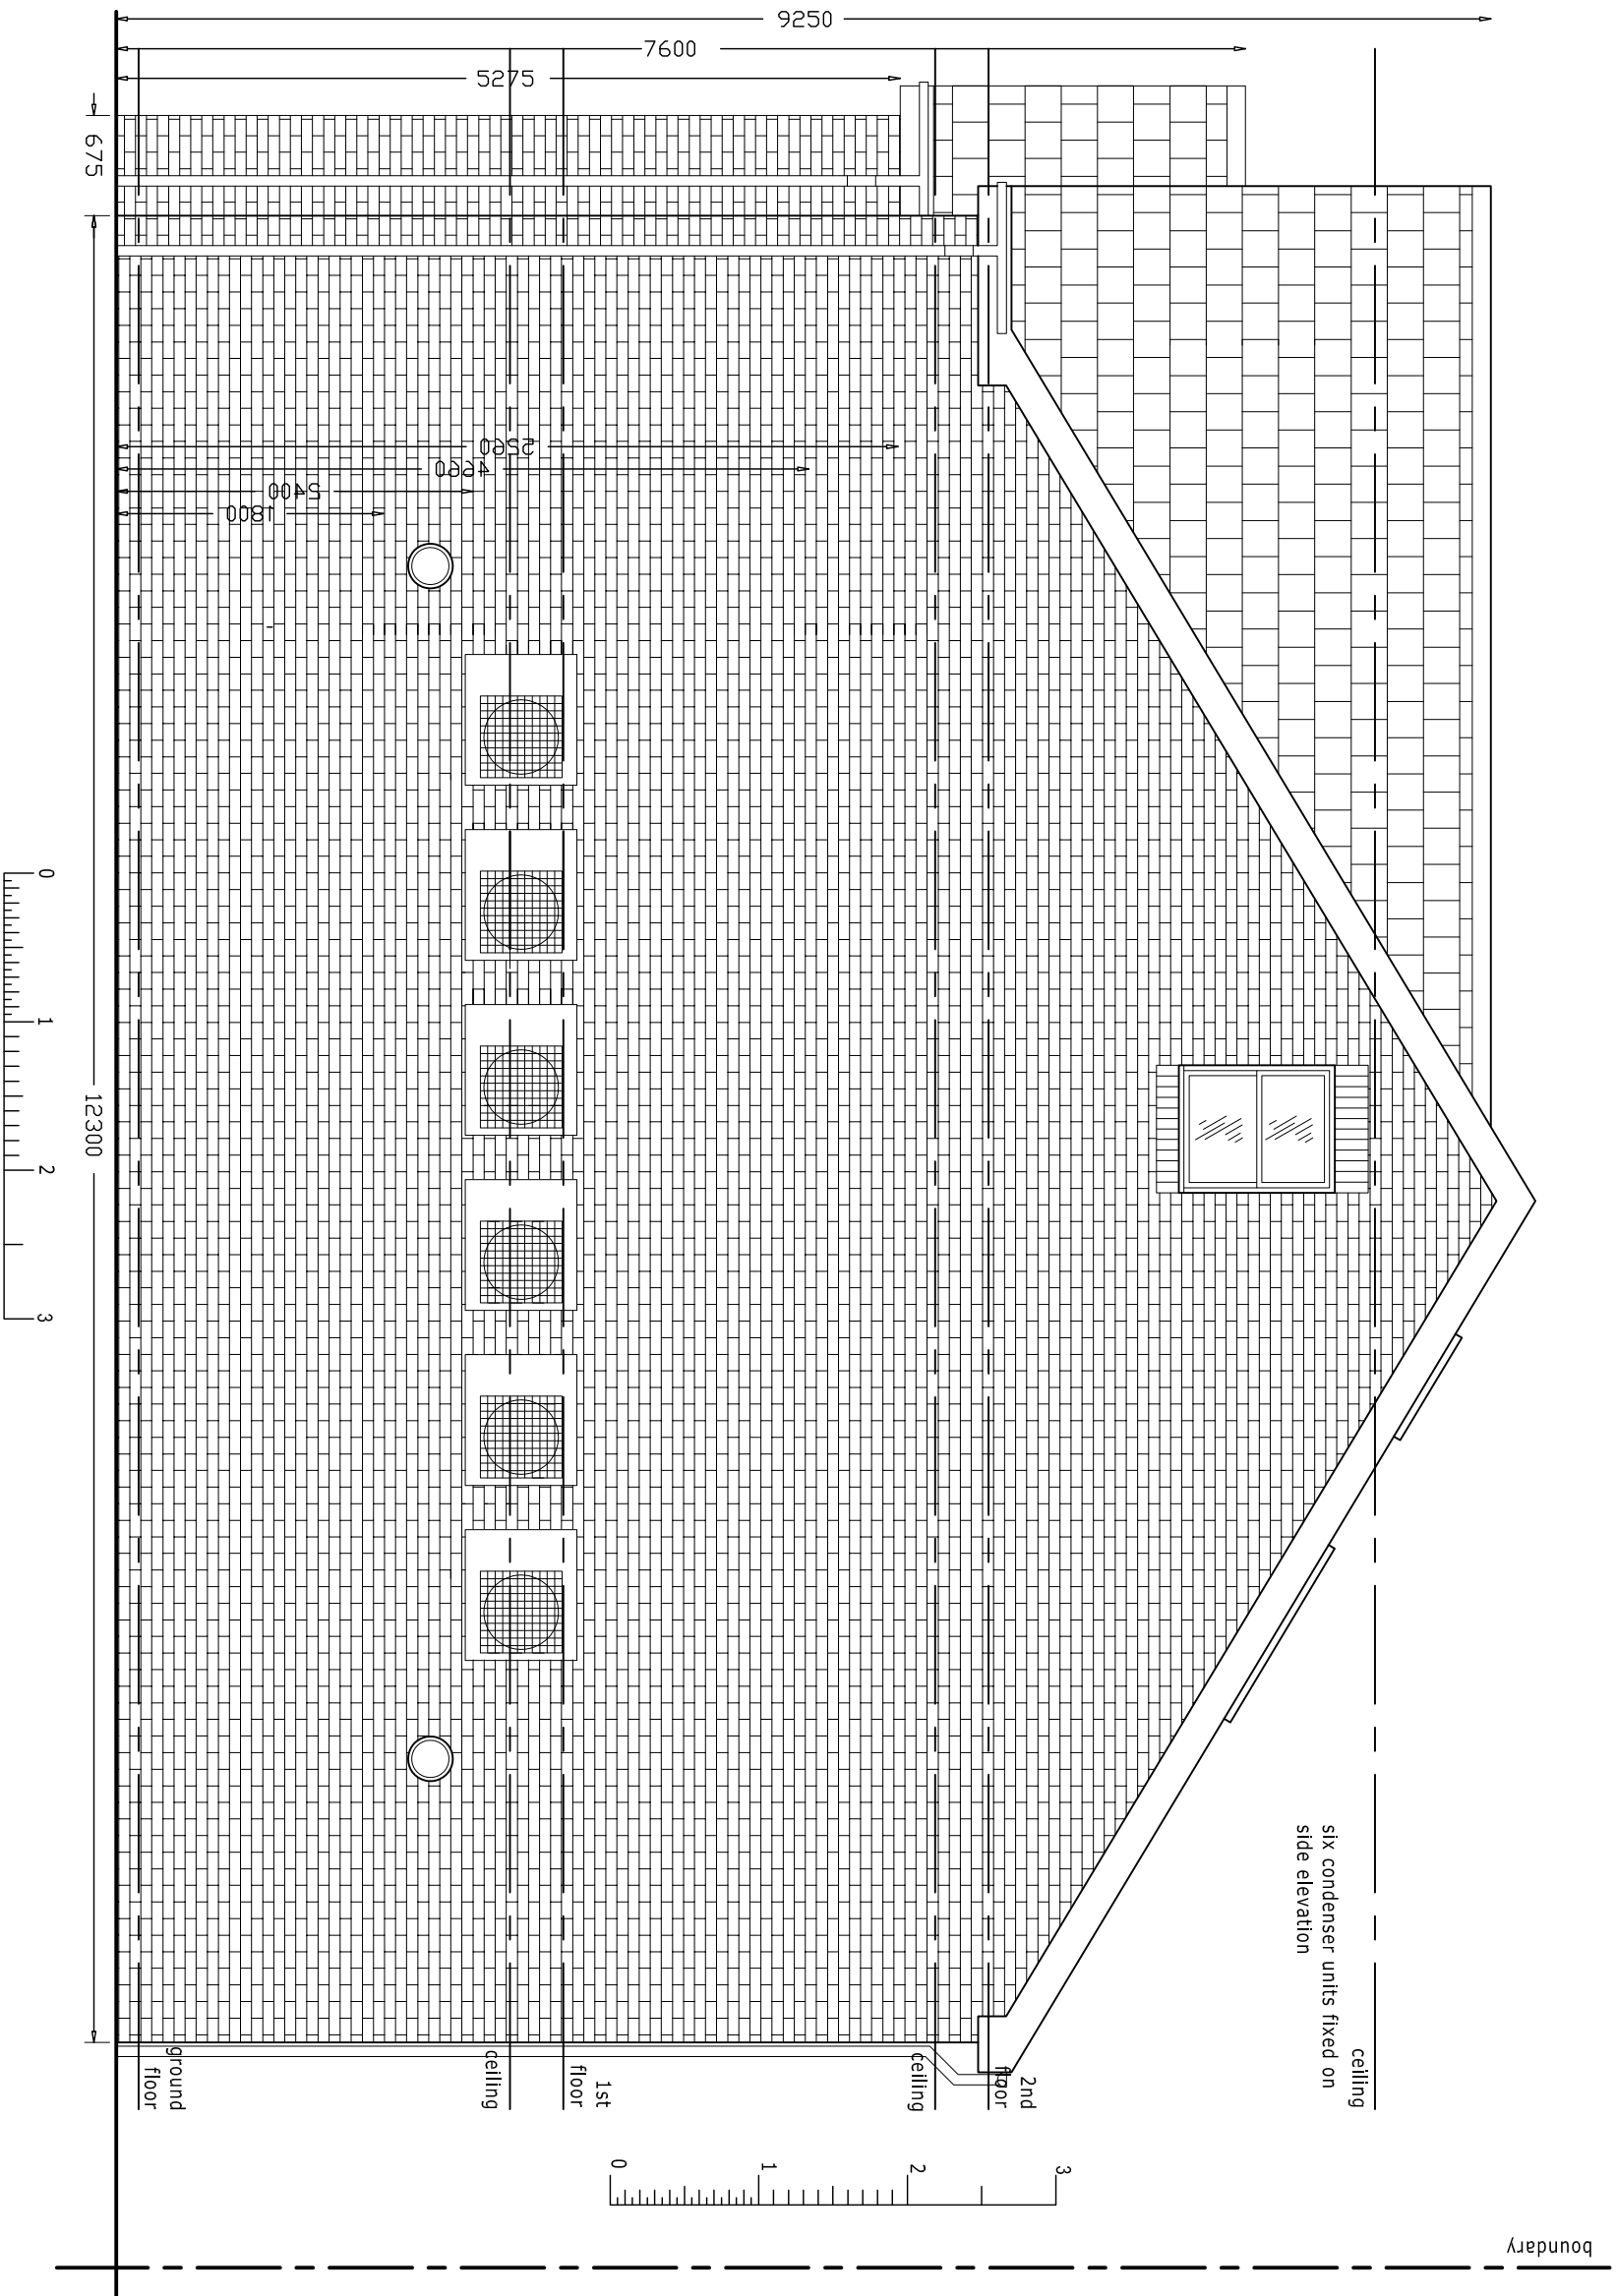 9250
7600
5275
675
5260
4660
2400
1800
12300
0 1 2 3
six condenser units fixed on
side elevation
ceiling
2nd
floor
ceiling
1st
floor
ceiling
ground
floor
0 1 2 3
boundary